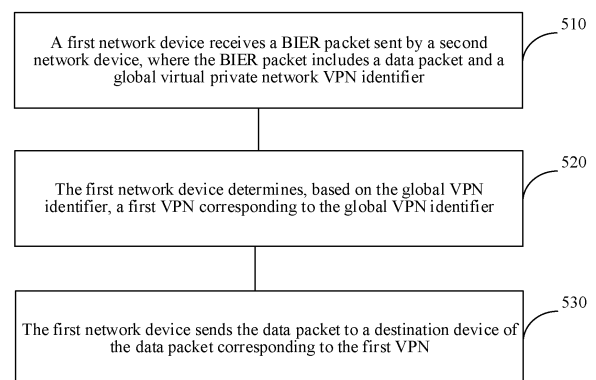 510
A first network device receives a BIER packet sent by a second
network device, where the BIER packet includes a data packet and a
global virtual private network VPN identifier
520
The first network device determines, based on the global VPN
identifier, a first VPN corresponding to the global VPN identifier
530
The first network device sends the data packet to a destination device of
the data packet corresponding to the first VPN